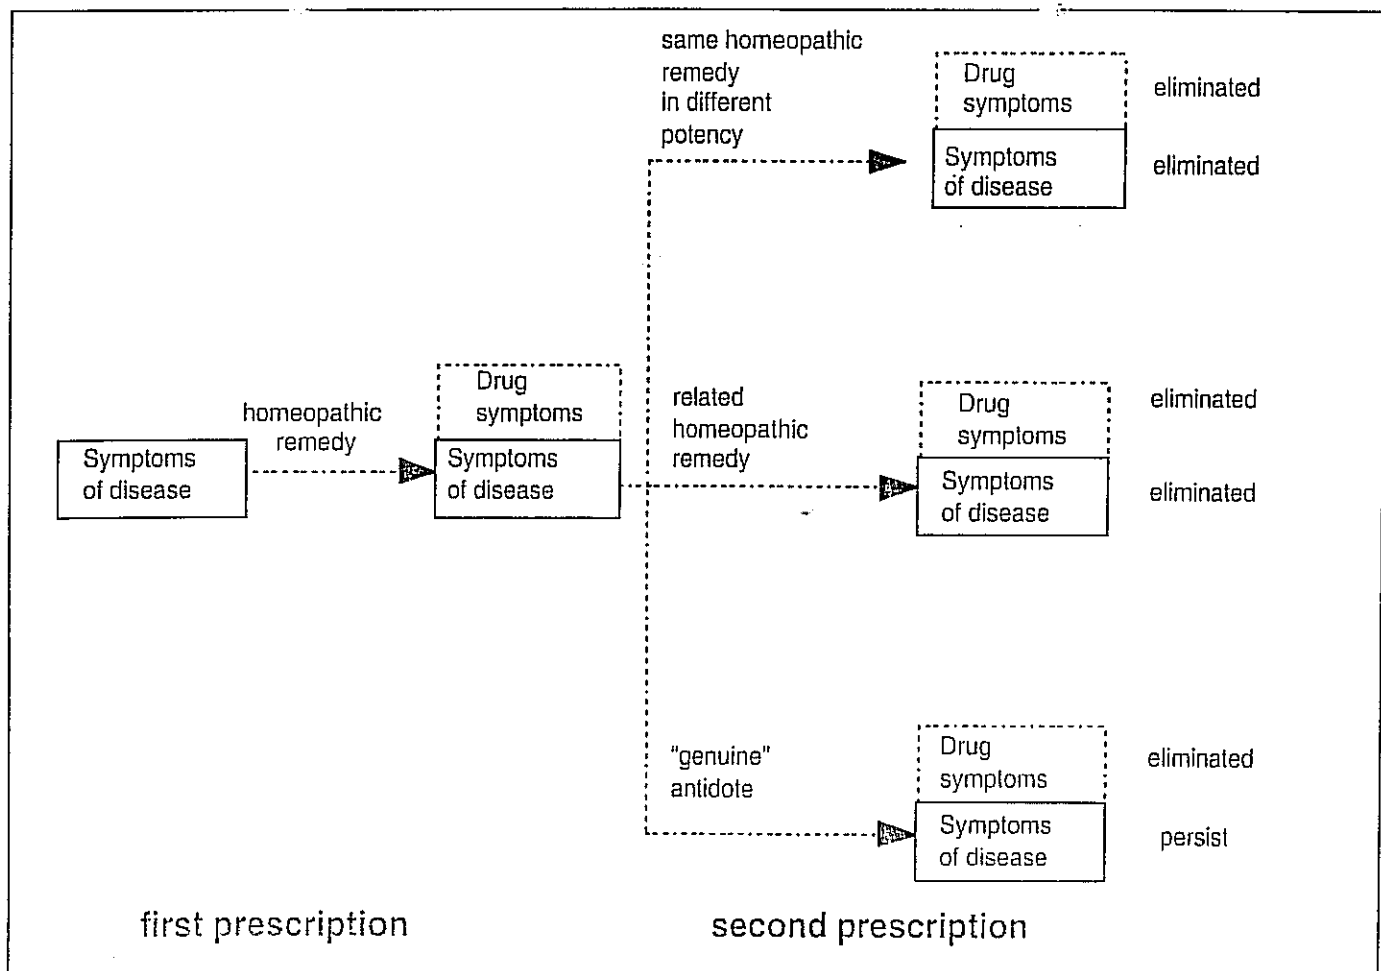 Symptoms
of disease
homeopathic
remedy
Drug
symptoms
Symptoms
of disease
same homeopathic
remedy
in different
potency
Drug
symptoms
eliminated
Symptoms
of disease
eliminated
related
homeopathic
remedy
Drug
symptoms
eliminated
Symptoms
of disease
eliminated
"genuine"
antidote
Drug
symptoms
eliminated
Symptoms
of disease
persist
first prescription
second prescription